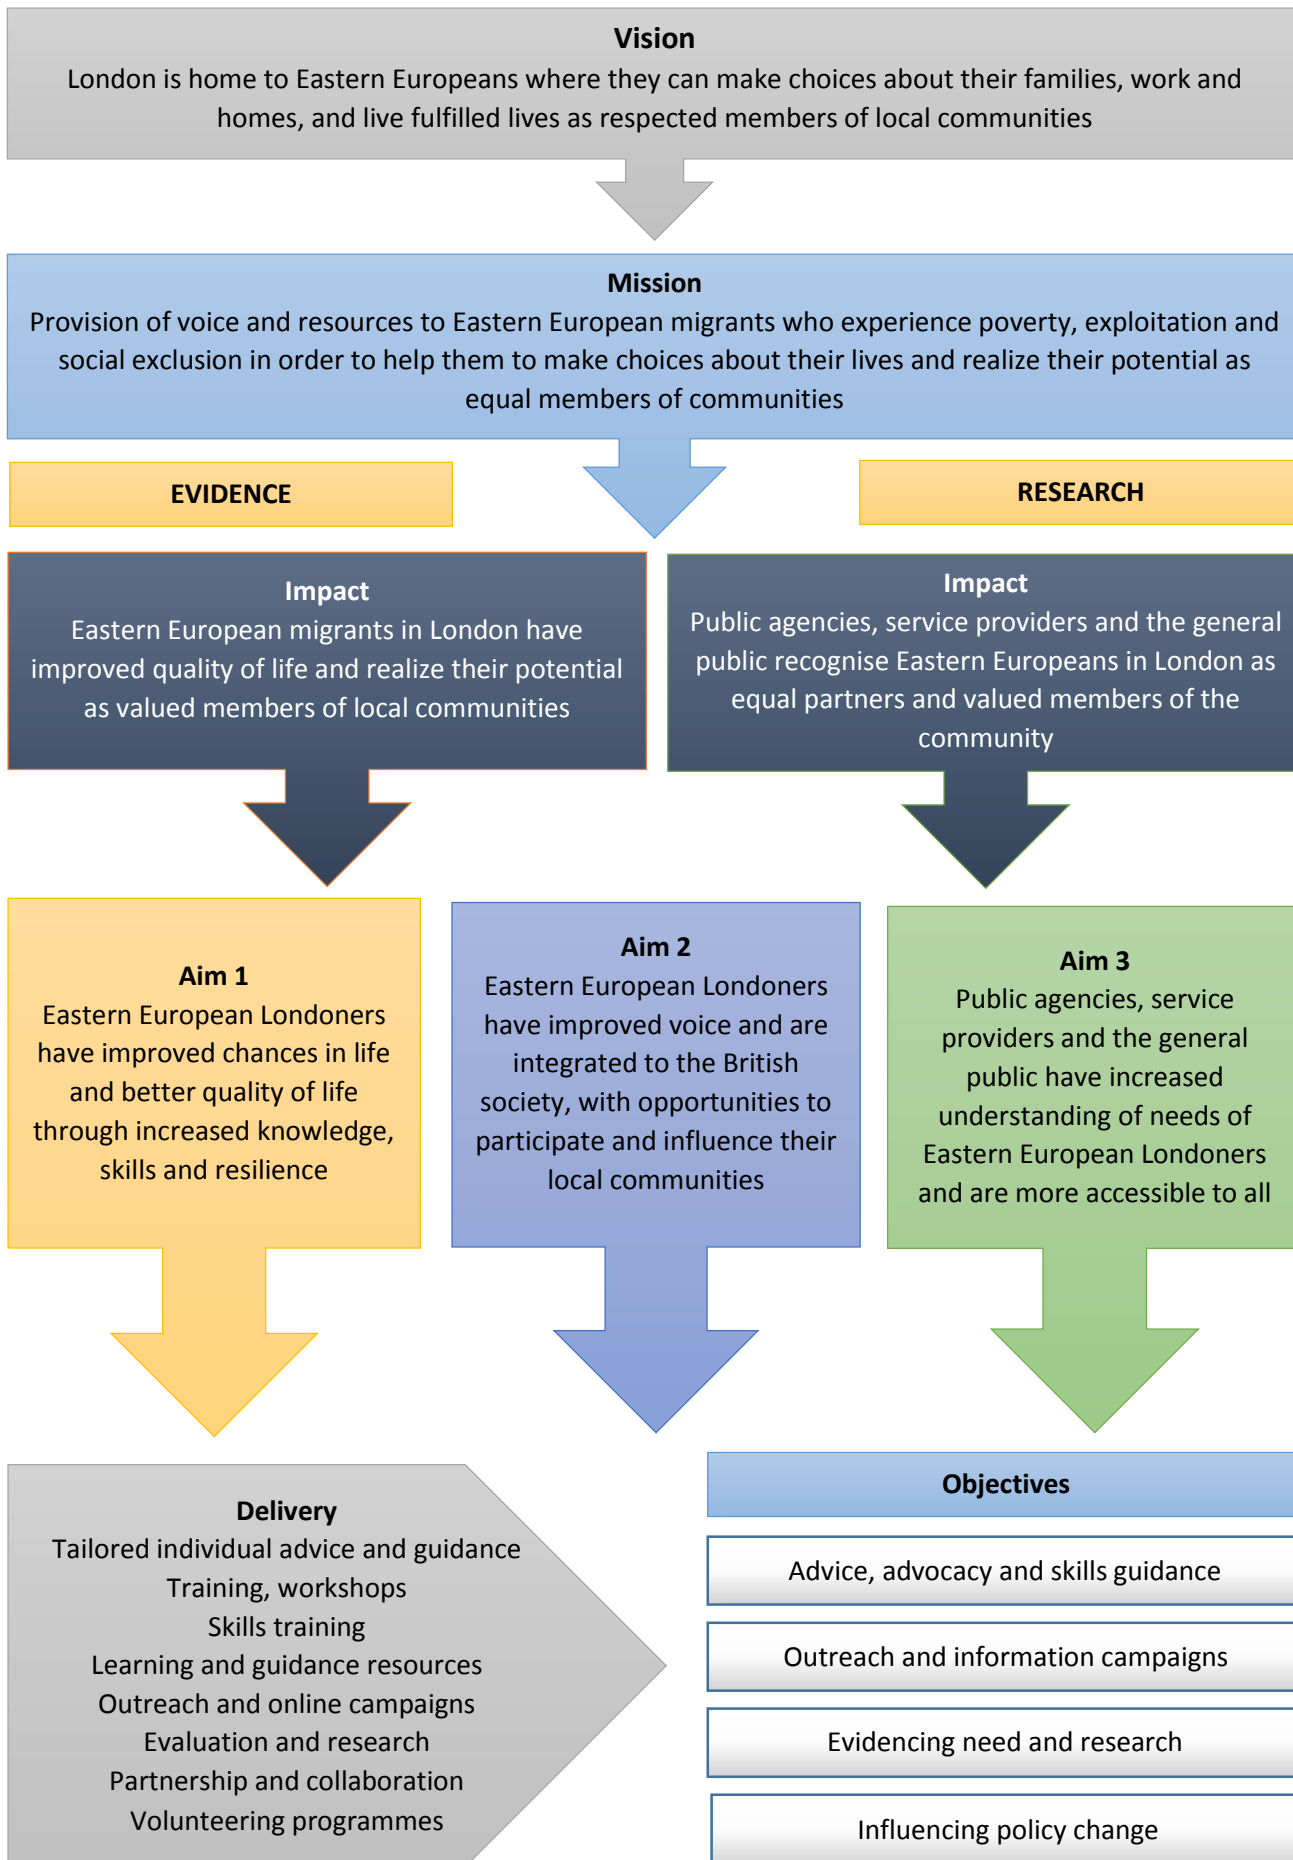 Vision
London is home to Eastern Europeans where they can make choices about their families, work and
homes, and live fulfilled lives as respected members of local communities
Mission
Provision of voice and resources to Eastern European migrants who experience poverty, exploitation and
social exclusion in order to help them to make choices about their lives and realize their potential as
equal members of communities
EVIDENCE
RESEARCH
Impact
Eastern European migrants in London have
improved quality of life and realize their potential
as valued members of local communities
Impact
Public agencies, service providers and the general
public recognise Eastern Europeans in London as
equal partners and valued members of the
community
Aim 1
Eastern European Londoners
have improved chances in life
and better quality of life
through increased knowledge,
skills and resilience
Aim 2
Eastern European Londoners
have improved voice and are
integrated to the British
society, with opportunities to
participate and influence their
local communities
Aim 3
Public agencies, service
providers and the general
public have increased
understanding of needs of
Eastern European Londoners
and are more accessible to all
Delivery
Tailored individual advice and guidance
Training, workshops
Skills training
Learning and guidance resources
Outreach and online campaigns
Evaluation and research
Partnership and collaboration
Volunteering programmes
Objectives
Advice, advocacy and skills guidance
Outreach and information campaigns
Evidencing need and research
Influencing policy change